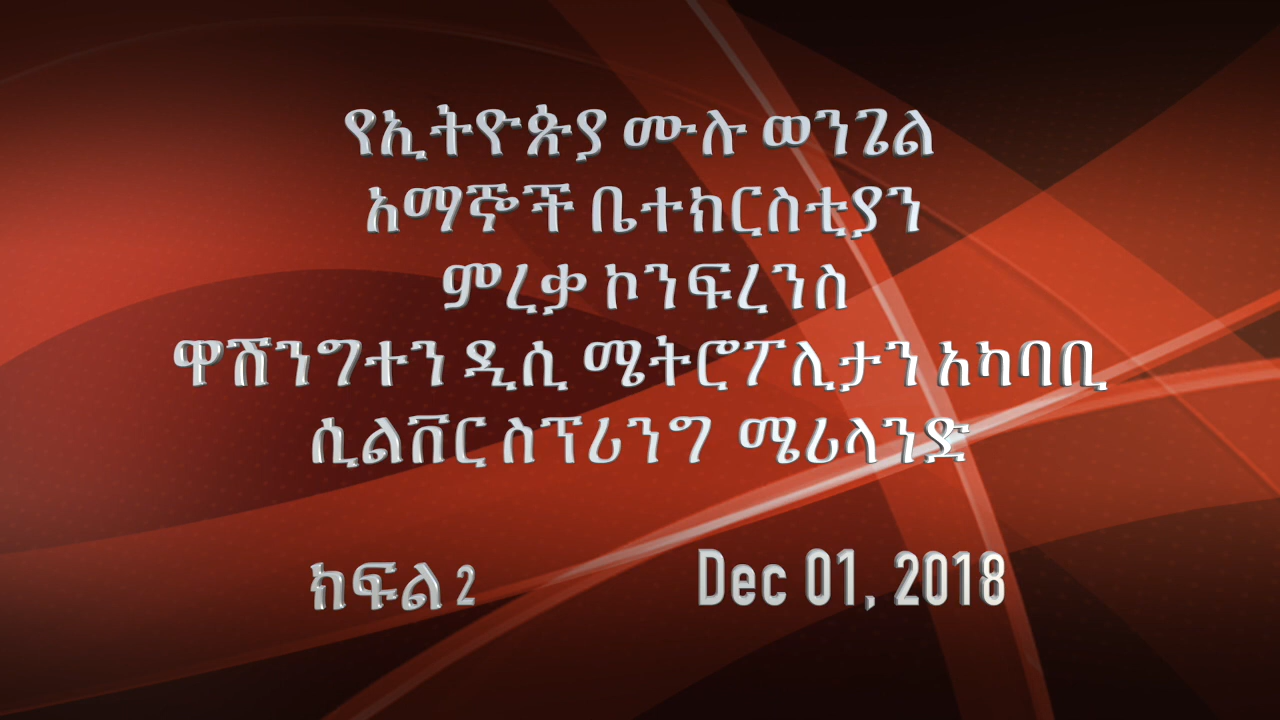 የኢትዮጵያ ሙሉ ወንጌል
አማኞች ቤተክርስቲያን
ምረቃ ኮንፍረንስ
ዋሽንግተን ዲሲ ሜትሮፖሊታን አካባቢ
ሲልቨር ስፕሪንግ ሜሪላንድ
ክፍል 2 Dec 01, 2018